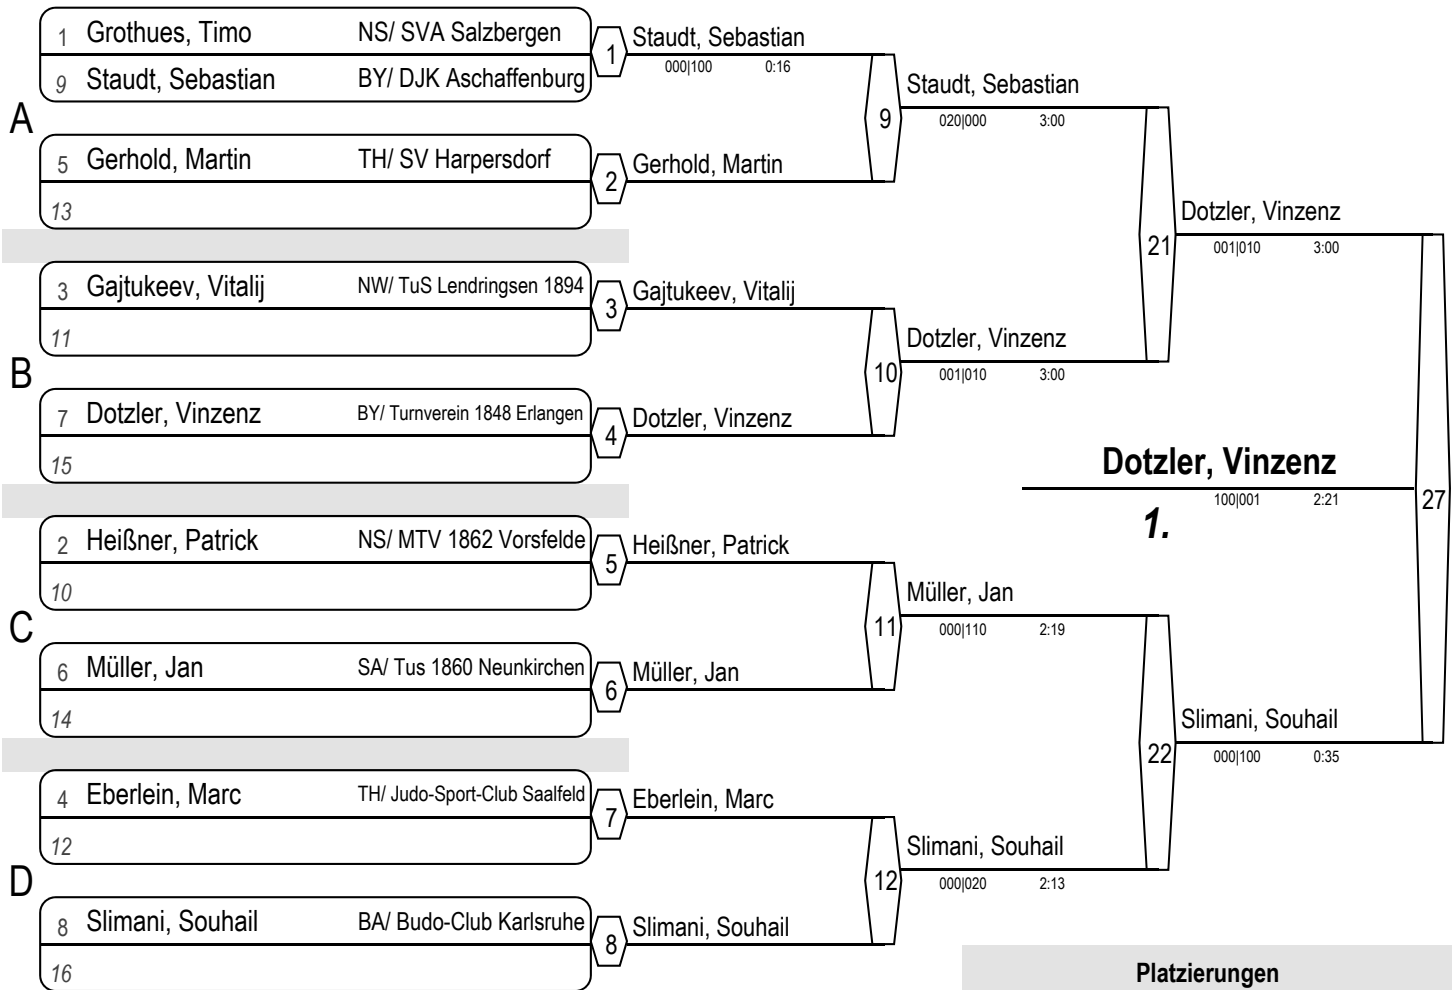 1 Grothues, Timo NS/ SVA Salzbergen
9 Staudt, Sebastian BY/ DJK Aschaffenburg
1
Staudt, Sebastian
000|100 0:16
A
5 Gerhold, Martin TH/ SV Harpersdorf
13
2
Gerhold, Martin
9
Staudt, Sebastian
020|000 3:00
3 Gajtukeev, Vitalij NW/ TuS Lendringsen 1894
11
3
Gajtukeev, Vitalij
B
7 Dotzler, Vinzenz BY/ Turnverein 1848 Erlangen
15
4
Dotzler, Vinzenz
10
Dotzler, Vinzenz
001|010 3:00
21
Dotzler, Vinzenz
001|010 3:00
2 Heißner, Patrick NS/ MTV 1862 Vorsfelde
10
5
Heißner, Patrick
C
6 Müller, Jan SA/ Tus 1860 Neunkirchen
14
6
Müller, Jan
11
Müller, Jan
000|110 2:19
4 Eberlein, Marc TH/ Judo-Sport-Club Saalfeld
12
7
Eberlein, Marc
D
8 Slimani, Souhail BA/ Budo-Club Karlsruhe
16
8
Slimani, Souhail
12
Slimani, Souhail
000|020 2:13
22
Slimani, Souhail
000|100 0:35
27
Dotzler, Vinzenz
100|001 2:21
1.
Platzierungen